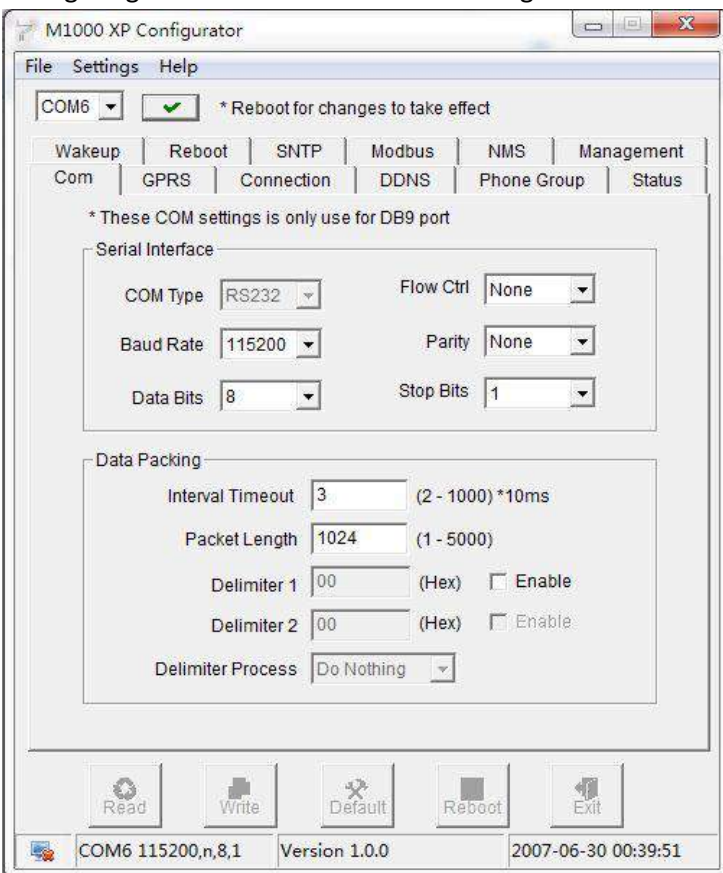 M1000 XP Configurator
File Settings Help
COM6 * Reboot for changes to take effect
Wakeup Reboot SNTP Modbus NMS Management
Com GPRS Connection DDNS Phone Group Status
* These COM settings is only use for DB9 port
Serial Interface
COM Type RS232 Flow Ctrl None
Baud Rate 115200 Parity None
Data Bits 8 Stop Bits 1
Data Packing
Interval Timeout 3 (2 - 1000) *10ms
Packet Length 1024 (1 - 5000)
Delimiter 1 00 (Hex) Enable
Delimiter 2 00 (Hex) Enable
Delimiter Process Do Nothing
Read Write Default Reboot Exit
COM6 115200,n,8,1 Version 1.0.0 2007-06-30 00:39:51